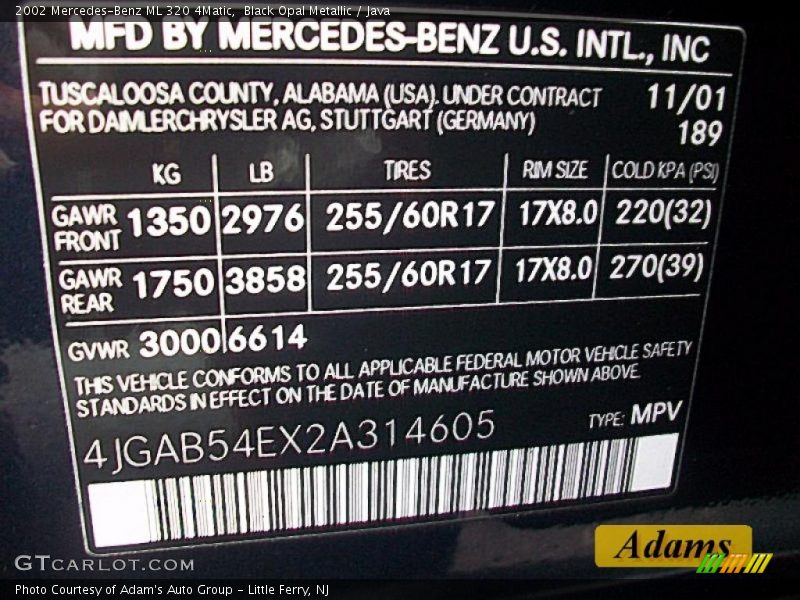 2002 Mercedes-Benz ML 320 4Matic, Black Opal Metallic / Java
MFD BY MERCEDES-BENZ U.S. INTL., INC
TUSCALOOSA COUNTY, ALABAMA (USA). UNDER CONTRACT 11/01
FOR DAIMLERCHRYSLER AG, STUTTGART (GERMANY) 189
KG LB TIRES RIM SIZE COLD KPA (PSI)
GAWR FRONT 1350 2976 255/60R17 17X8.0 220(32)
GAWR REAR 1750 3858 255/60R17 17X8.0 270(39)
GVWR 3000 6614
THIS VEHICLE CONFORMS TO ALL APPLICABLE FEDERAL MOTOR VEHICLE SAFETY
STANDARDS IN EFFECT ON THE DATE OF MANUFACTURE SHOWN ABOVE.
4JGAB54EX2A314605 TYPE: MPV
Adams
GTcarlot.com
Photo Courtesy of Adam's Auto Group - Little Ferry, NJ